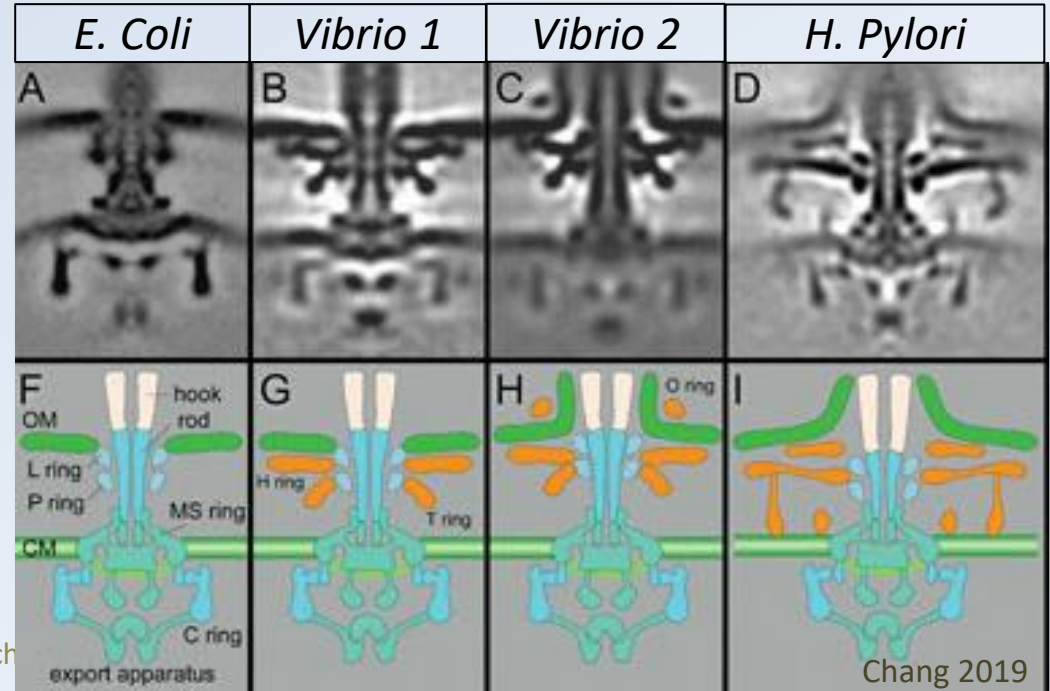 E. Coli
Vibrio 1
Vibrio 2
H. Pylori
A
B
C
D
F
hook
OM
rod
L ring
P ring
MS ring
CM
C ring
export apparatus
G
H ring
T ring
H
O ring
I
Chang 2019